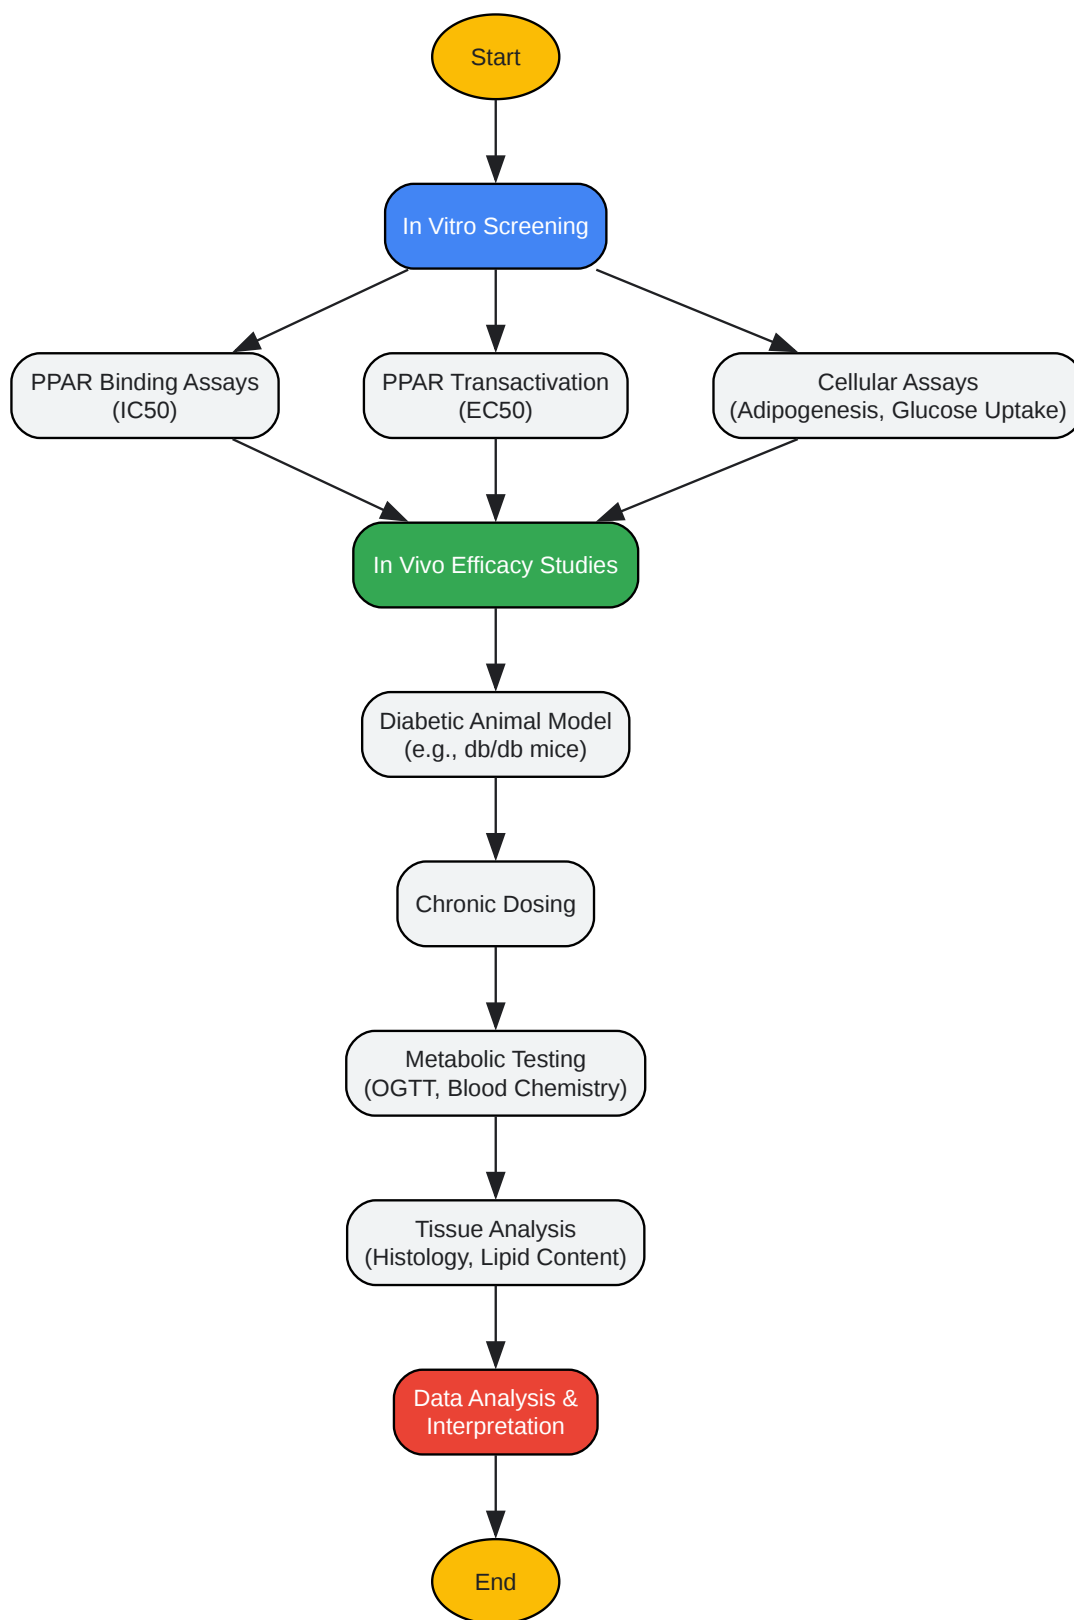 Start
In Vitro Screening
PPAR Binding Assays
(IC50)
PPAR Transactivation
(EC50)
Cellular Assays
(Adipogenesis, Glucose Uptake)
In Vivo Efficacy Studies
Diabetic Animal Model
(e.g., db/db mice)
Chronic Dosing
Metabolic Testing
(OGTT, Blood Chemistry)
Tissue Analysis
(Histology, Lipid Content)
Data Analysis &
Interpretation
End